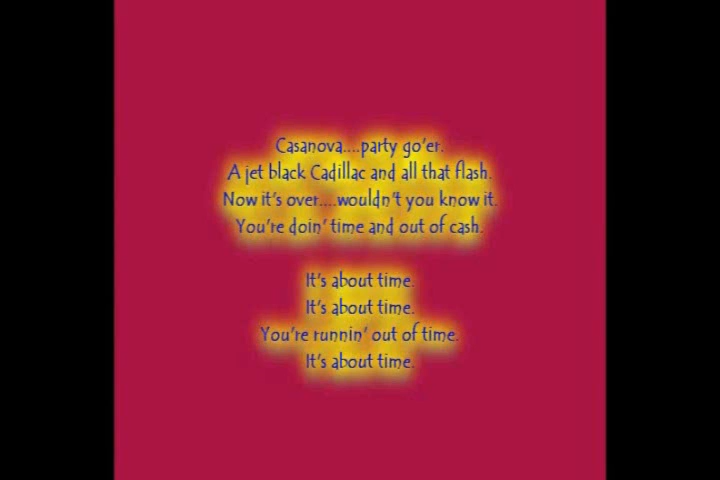 Casanova....party go'er.
A jet black Cadillac and all that flash.
Now it's over....wouldn't you know it.
You're doin' time and out of cash.
It's about time.
It's about time.
You're runnin' out of time.
It's about time.